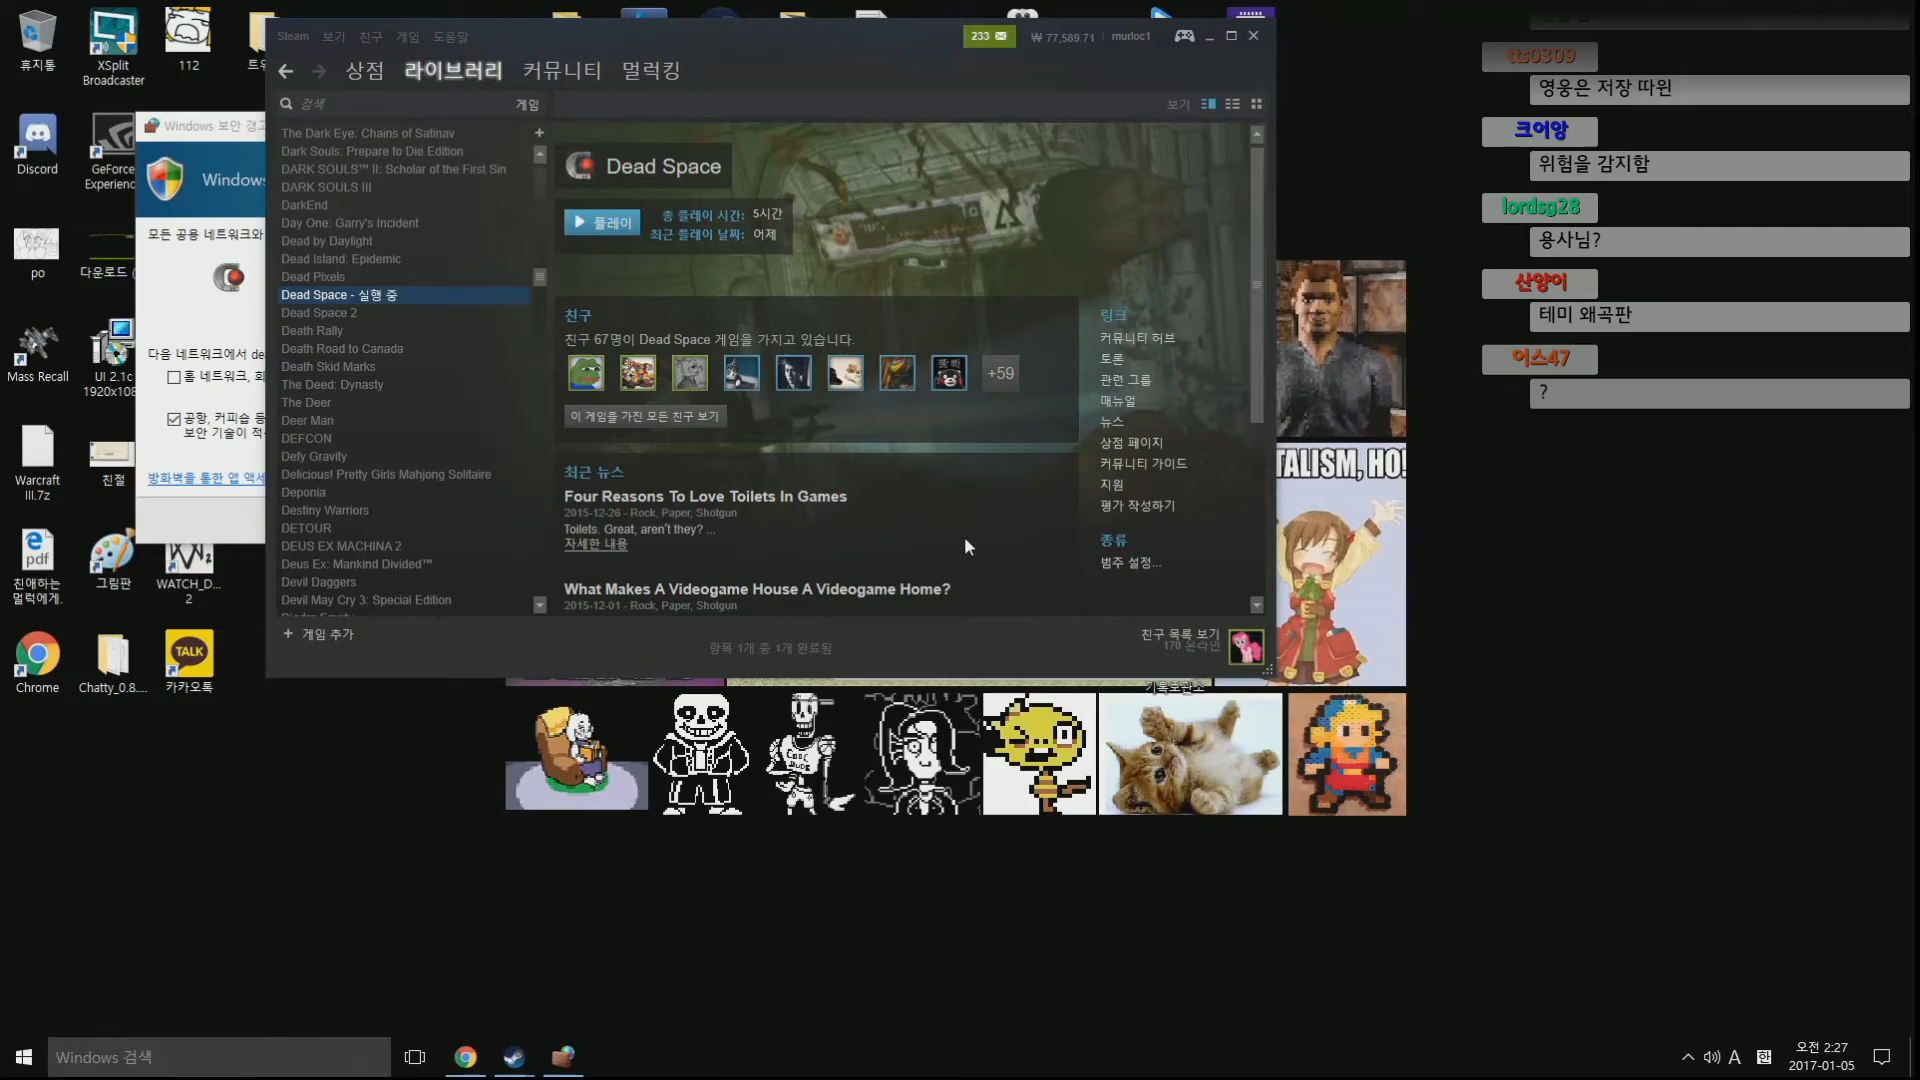 휴지통
XSplit
Broadcaster
112
Discord
GeForce
Experience
po
다운로드 (
Mass Recall
UI 2.1c
1920x108
Warcraft
III.7z
친절
친애하는
멀럭에게.
그림판
WATCH_D...
2
Chrome
Chatty_0.8....
TALK
카카오톡
Windows 보안 경고
Windows
모든 공용 네트워크와
다음 네트워크에서 de
홈 네트워크, 회
공항, 커피숍 등
보안 기술이 적
방화벽을 통한 앱 액세
Steam
보기
친구
게임
도움말
233
₩ 77,589.71
murloc1
상점
라이브러리
커뮤니티
멀럭킹
검색
게임
보기
The Dark Eye: Chains of Satinav
Dark Souls: Prepare to Die Edition
DARK SOULS™ II: Scholar of the First Sin
DARK SOULS III
DarkEnd
Day One: Garry's Incident
Dead by Daylight
Dead Island: Epidemic
Dead Pixels
Dead Space - 실행 중
Dead Space 2
Death Rally
Death Road to Canada
Death Skid Marks
The Deed: Dynasty
The Deer
Deer Man
DEFCON
Defy Gravity
Delicious! Pretty Girls Mahjong Solitaire
Deponia
Destiny Warriors
DETOUR
DEUS EX MACHINA 2
Deus Ex: Mankind Divided™
Devil Daggers
Devil May Cry 3: Special Edition
게임 추가
Dead Space
플레이
총 플레이 시간: 5시간
최근 플레이 날짜: 어제
친구
친구 67명이 Dead Space 게임을 가지고 있습니다.
+59
이 게임을 가진 모든 친구 보기
최근 뉴스
Four Reasons To Love Toilets In Games
2015-12-26 - Rock, Paper, Shotgun
Toilets. Great, aren't they? ...
자세한 내용
What Makes A Videogame House A Videogame Home?
2015-12-01 - Rock, Paper, Shotgun
링크
커뮤니티 허브
토론
관련 그룹
매뉴얼
뉴스
상점 페이지
커뮤니티 가이드
지원
평가 작성하기
종류
범주 설정...
항목 1개 중 1개 완료됨
친구 목록 보기
170 온라인
기록보관소
TALISM, HO!
COOL
DUDE
tts0309
영웅은 저장 따윈
크어앙
위험을 감지함
lordsg28
용사님?
산양이
테미 왜곡판
어스47
?
Windows 검색
A
한
오전 2:27
2017-01-05